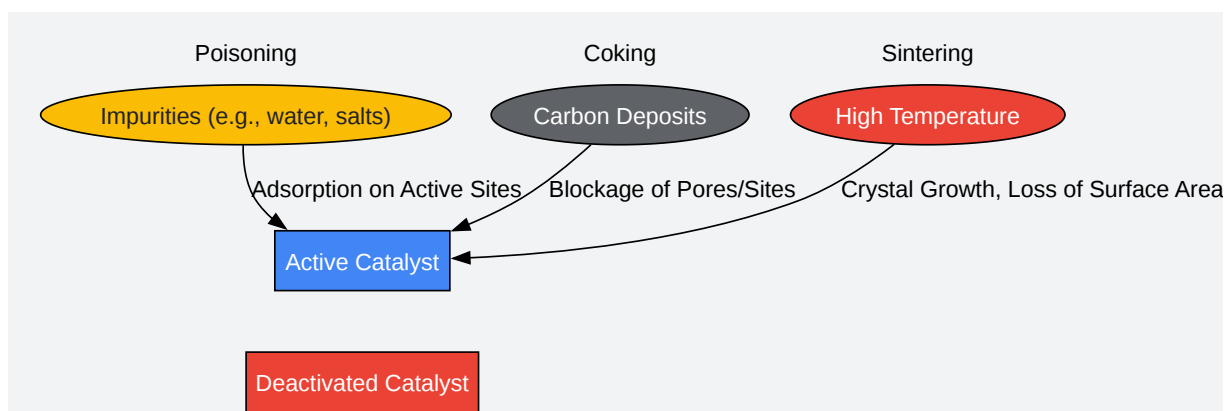 Poisoning
Coking
Sintering
Impurities (e.g., water, salts)
Carbon Deposits
High Temperature
Adsorption on Active Sites
Blockage of Pores/Sites
Crystal Growth, Loss of Surface Area
Active Catalyst
Deactivated Catalyst